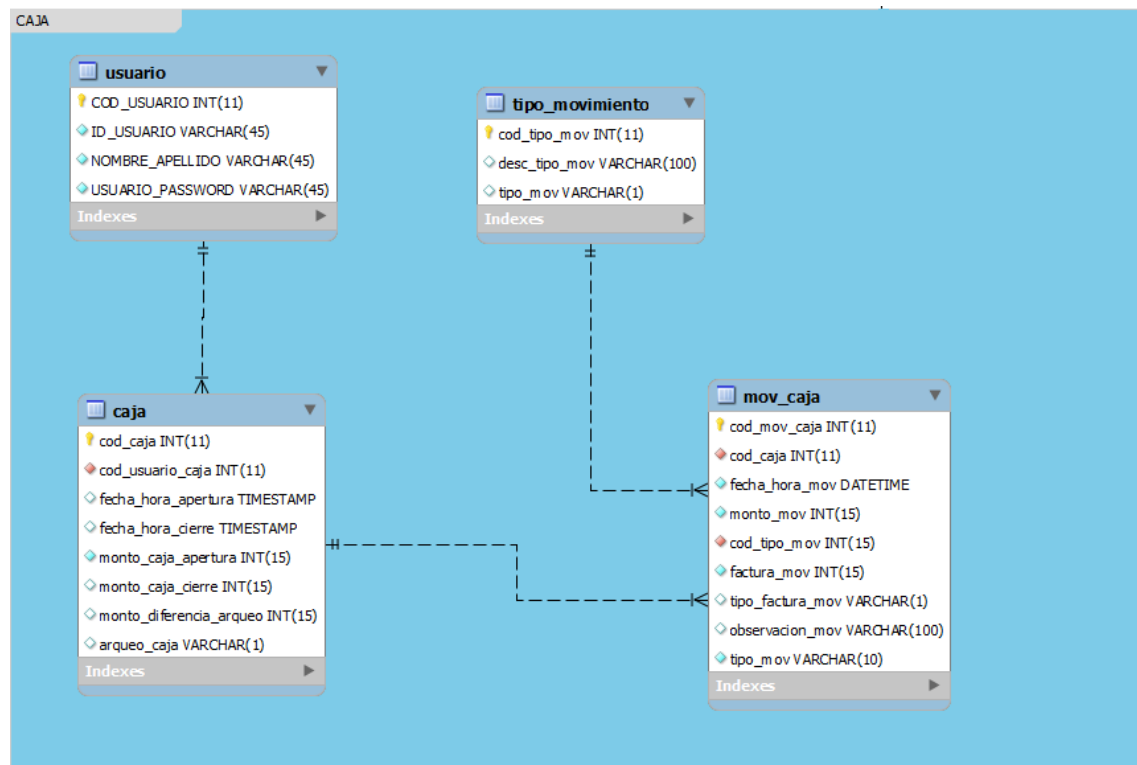 CAJA
usuario
COD_USUARIO INT(11)
ID_USUARIO VARCHAR(45)
NOMBRE_APELLIDO VARCHAR(45)
USUARIO_PASSWORD VARCHAR(45)
Indexes
tipo_movimiento
cod_tipo_mov INT(11)
desc_tipo_mov VARCHAR(100)
tipo_mov VARCHAR(1)
Indexes
caja
cod_caja INT(11)
cod_usuario_caja INT(11)
fecha_hora_apertura TIMESTAMP
fecha_hora_cierre TIMESTAMP
monto_caja_apertura INT(15)
monto_caja_cierre INT(15)
monto_diferencia_arqueo INT(15)
arqueo_caja VARCHAR(1)
Indexes
mov_caja
cod_mov_caja INT(11)
cod_caja INT(11)
fecha_hora_mov DATETIME
monto_mov INT(15)
cod_tipo_mov INT(15)
factura_mov INT(15)
tipo_factura_mov VARCHAR(1)
observacion_mov VARCHAR(100)
tipo_mov VARCHAR(10)
Indexes